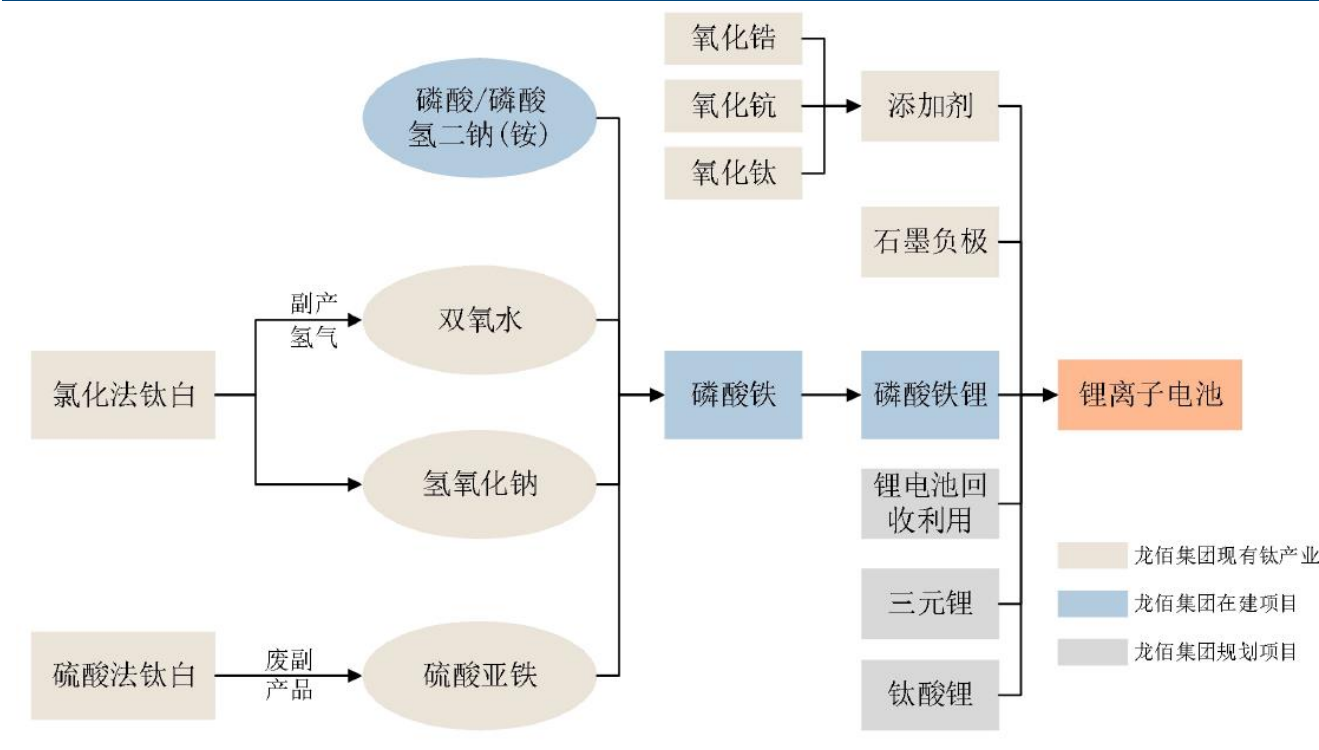 氧化锆
磷酸/磷酸
氢二钠(铵)
氧化钪
添加剂
氧化钛
石墨负极
副产
氢气
双氧水
氯化法钛白
磷酸铁
磷酸铁锂
锂离子电池
氢氧化钠
锂电池回
收利用
龙佰集团现有钛产业
三元锂
龙佰集团在建项目
龙佰集团规划项目
硫酸法钛白
废副
产品
硫酸亚铁
钛酸锂